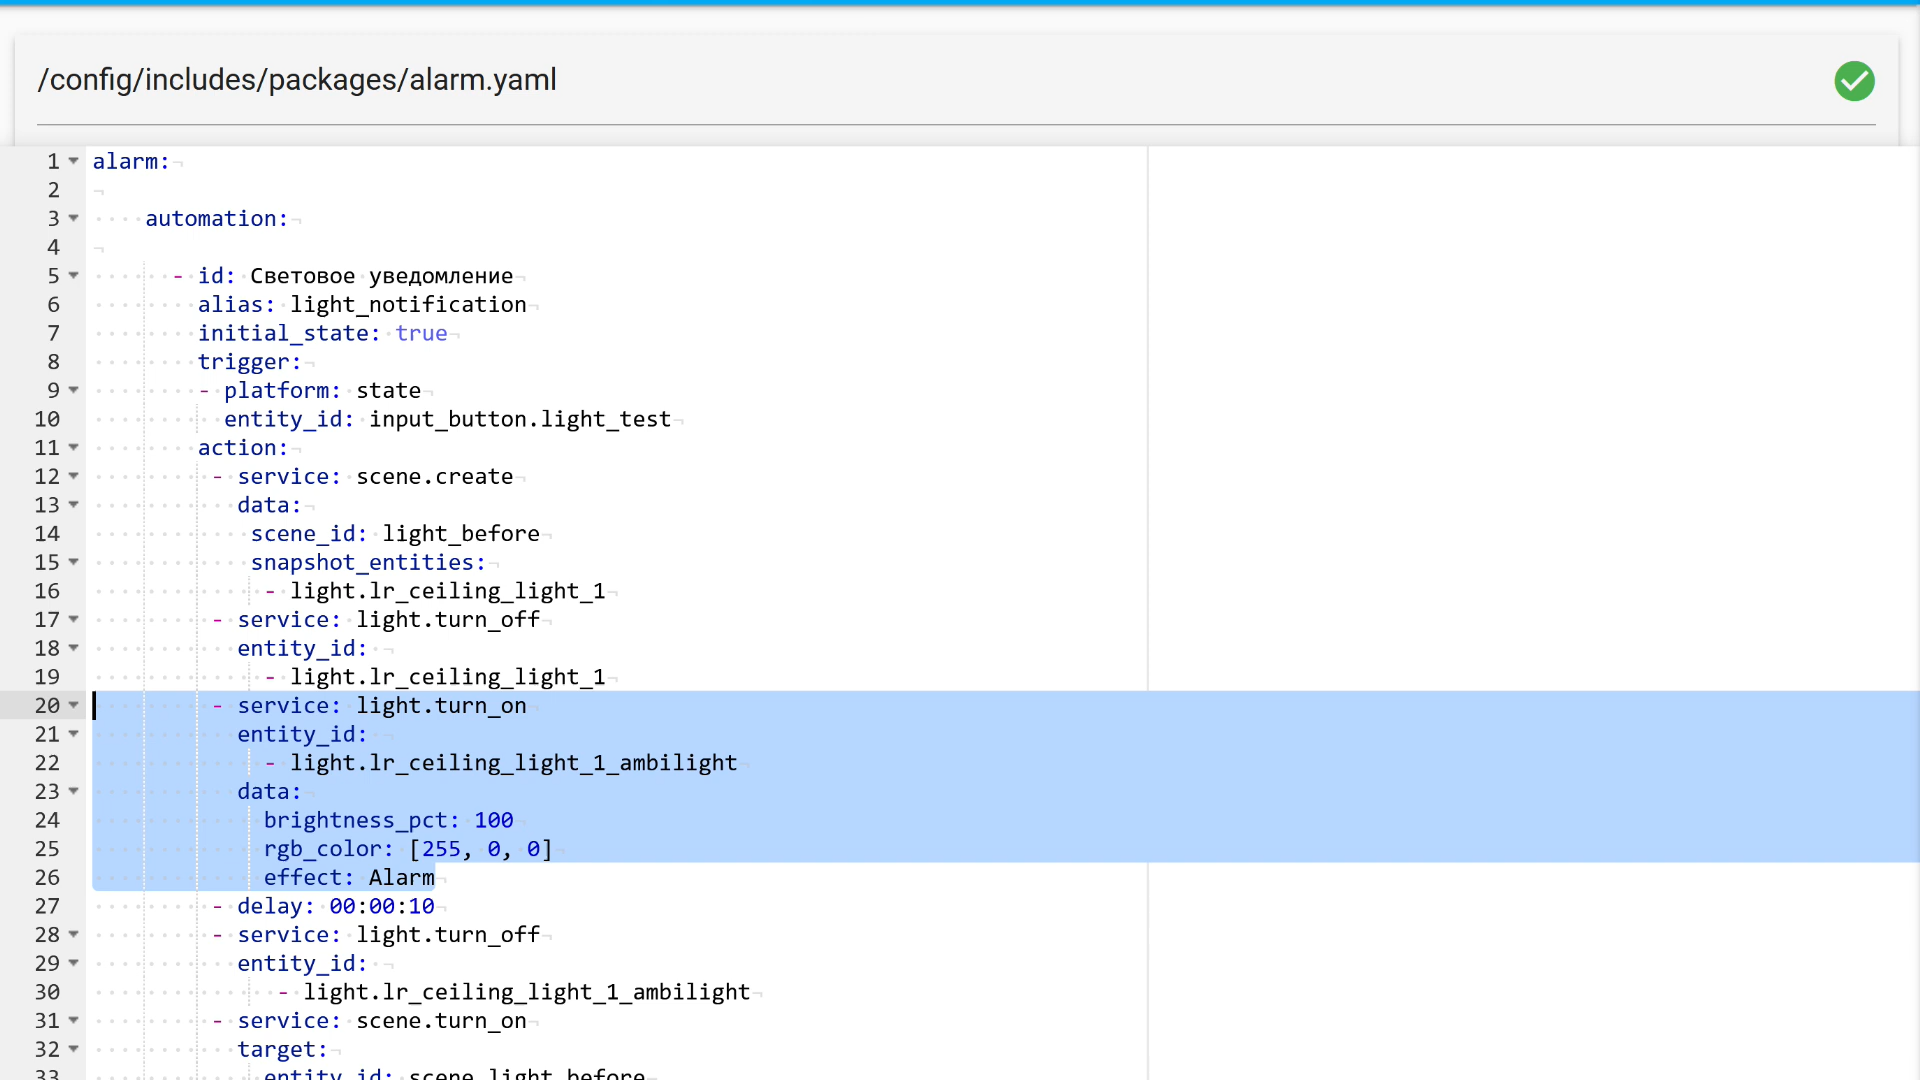 /config/includes/packages/alarm.yaml
1 alarm:
2
3 automation:
4
5 - id: Световое уведомление
6 alias: light_notification
7 initial_state: true
8 trigger:
9 - platform: state
10 entity_id: input_button.light_test
11 action:
12 - service: scene.create
13 data:
14 scene_id: light_before
15 snapshot_entities:
16 - light.lr_ceiling_light_1
17 - service: light.turn_off
18 entity_id:
19 - light.lr_ceiling_light_1
20 - service: light.turn_on
21 entity_id:
22 - light.lr_ceiling_light_1_ambilight
23 data:
24 brightness_pct: 100
25 rgb_color: [255, 0, 0]
26 effect: Alarm
27 - delay: 00:00:10
28 - service: light.turn_off
29 entity_id:
30 - light.lr_ceiling_light_1_ambilight
31 - service: scene.turn_on
32 target:
33 entity_id: scene.light_before